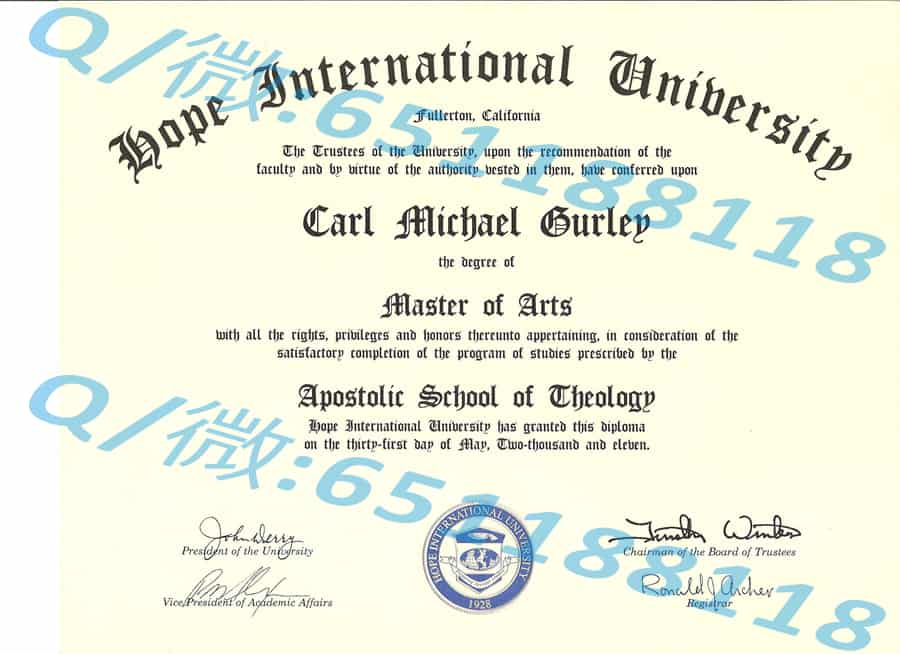 Hope International University
Fullerton, California
The Trustees of the University, upon the recommendation of the
faculty and by virtue of the authority vested in them, have conferred upon
Carl Michael Gurley
the degree of
Master of Arts
with all the rights, privileges and honors thereunto appertaining, in consideration of the
satisfactory completion of the program of studies prescribed by the
Apostolic School of Theology
Hope International University has granted this diploma
on the thirty-first day of May, Two-thousand and eleven.
Q/微:651188118
Q/微:651188118
John Derry
President of the University
Vice President of Academic Affairs
HOPE INTERNATIONAL UNIVERSITY
1928
Chairman of the Board of Trustees
Ronald J Archer
Registrar